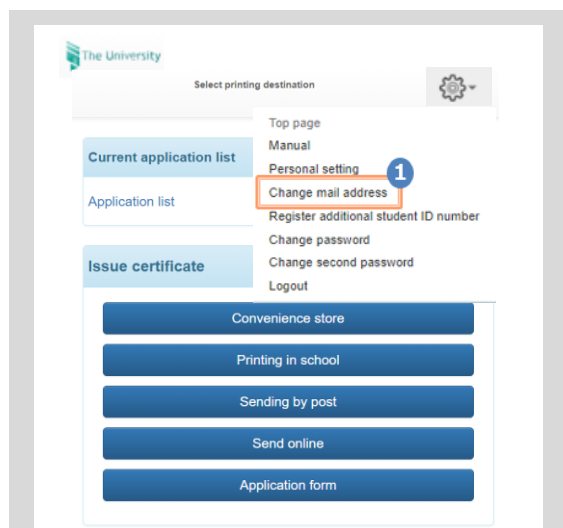 The University
Select printing destination
Top page
Manual
Personal setting
1
Change mail address
Register additional student ID number
Change password
Change second password
Logout
Current application list
Application list
Issue certificate
Convenience store
Printing in school
Sending by post
Send online
Application form